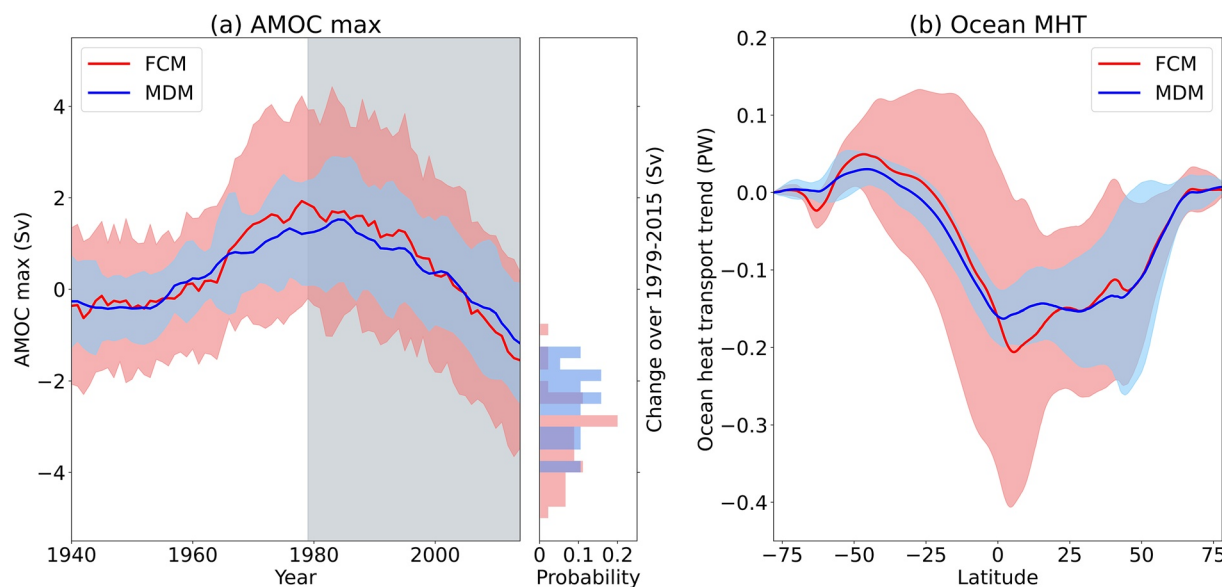 (a) AMOC max
FCM
MDM
AMOC max (Sv)
4
2
0
−2
−4
1940
1960
1980
2000
Year
Change over 1979-2015 (Sv)
0
0.1
0.2
Probability
(b) Ocean MHT
FCM
MDM
Ocean heat transport trend (PW)
0.2
0.1
0.0
−0.1
−0.2
−0.3
−0.4
−75
−50
−25
0
25
50
75
Latitude